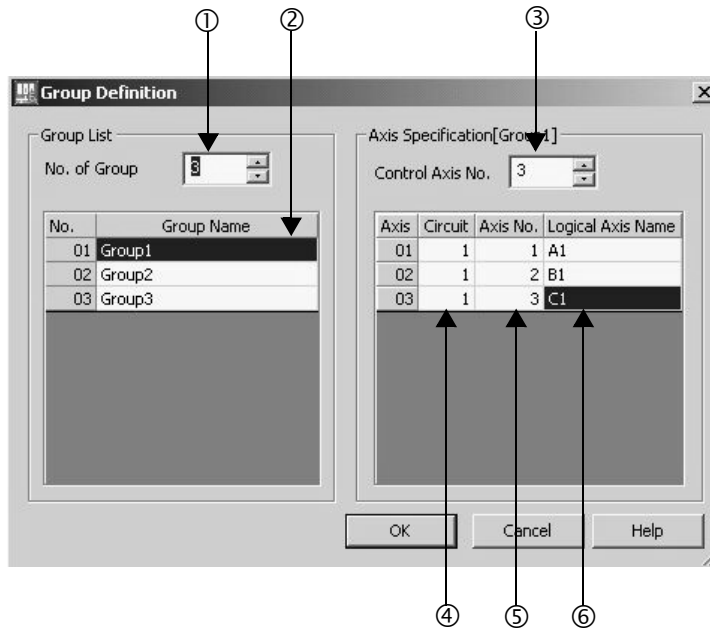 ① ② ③
Group Definition
Group List
No. of Group 3
No. Group Name
01 Group1
02 Group2
03 Group3
Axis Specification[Group1]
Control Axis No. 3
Axis Circuit Axis No. Logical Axis Name
01 1 1 A1
02 1 2 B1
03 1 3 C1
OK Cancel Help
④ ⑤ ⑥